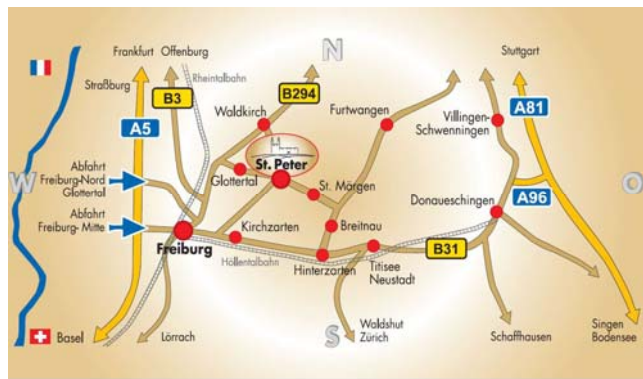 Frankfurt
Offenburg
N
Stuttgart
Straßburg
Rheintalbahn
B3
B294
A5
Waldkirch
Furtwangen
Villingen-
Schwenningen
A81
Abfahrt
Freiburg-Nord
Glottertal
W
St. Peter
Glottertal
St. Märgen
O
A96
Donaueschingen
Abfahrt
Freiburg-Mitte
Freiburg
Kirchzarten
Breitnau
B31
Höllentalbahn
Hinterzarten
Titisee
Neustadt
Basel
Lörrach
S
Waldshut
Zürich
Schaffhausen
Singen
Bodensee